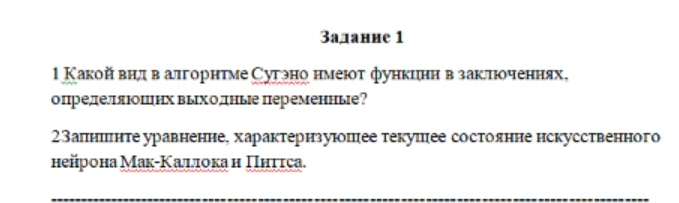 Задание 1
1 Какой вид в алгоритме Сугэно имеют функции в заключениях,
определяющих выходные переменные?
2Запишите уравнение, характеризующее текущее состояние искусственного
нейрона Мак-Каллока и Питтса.